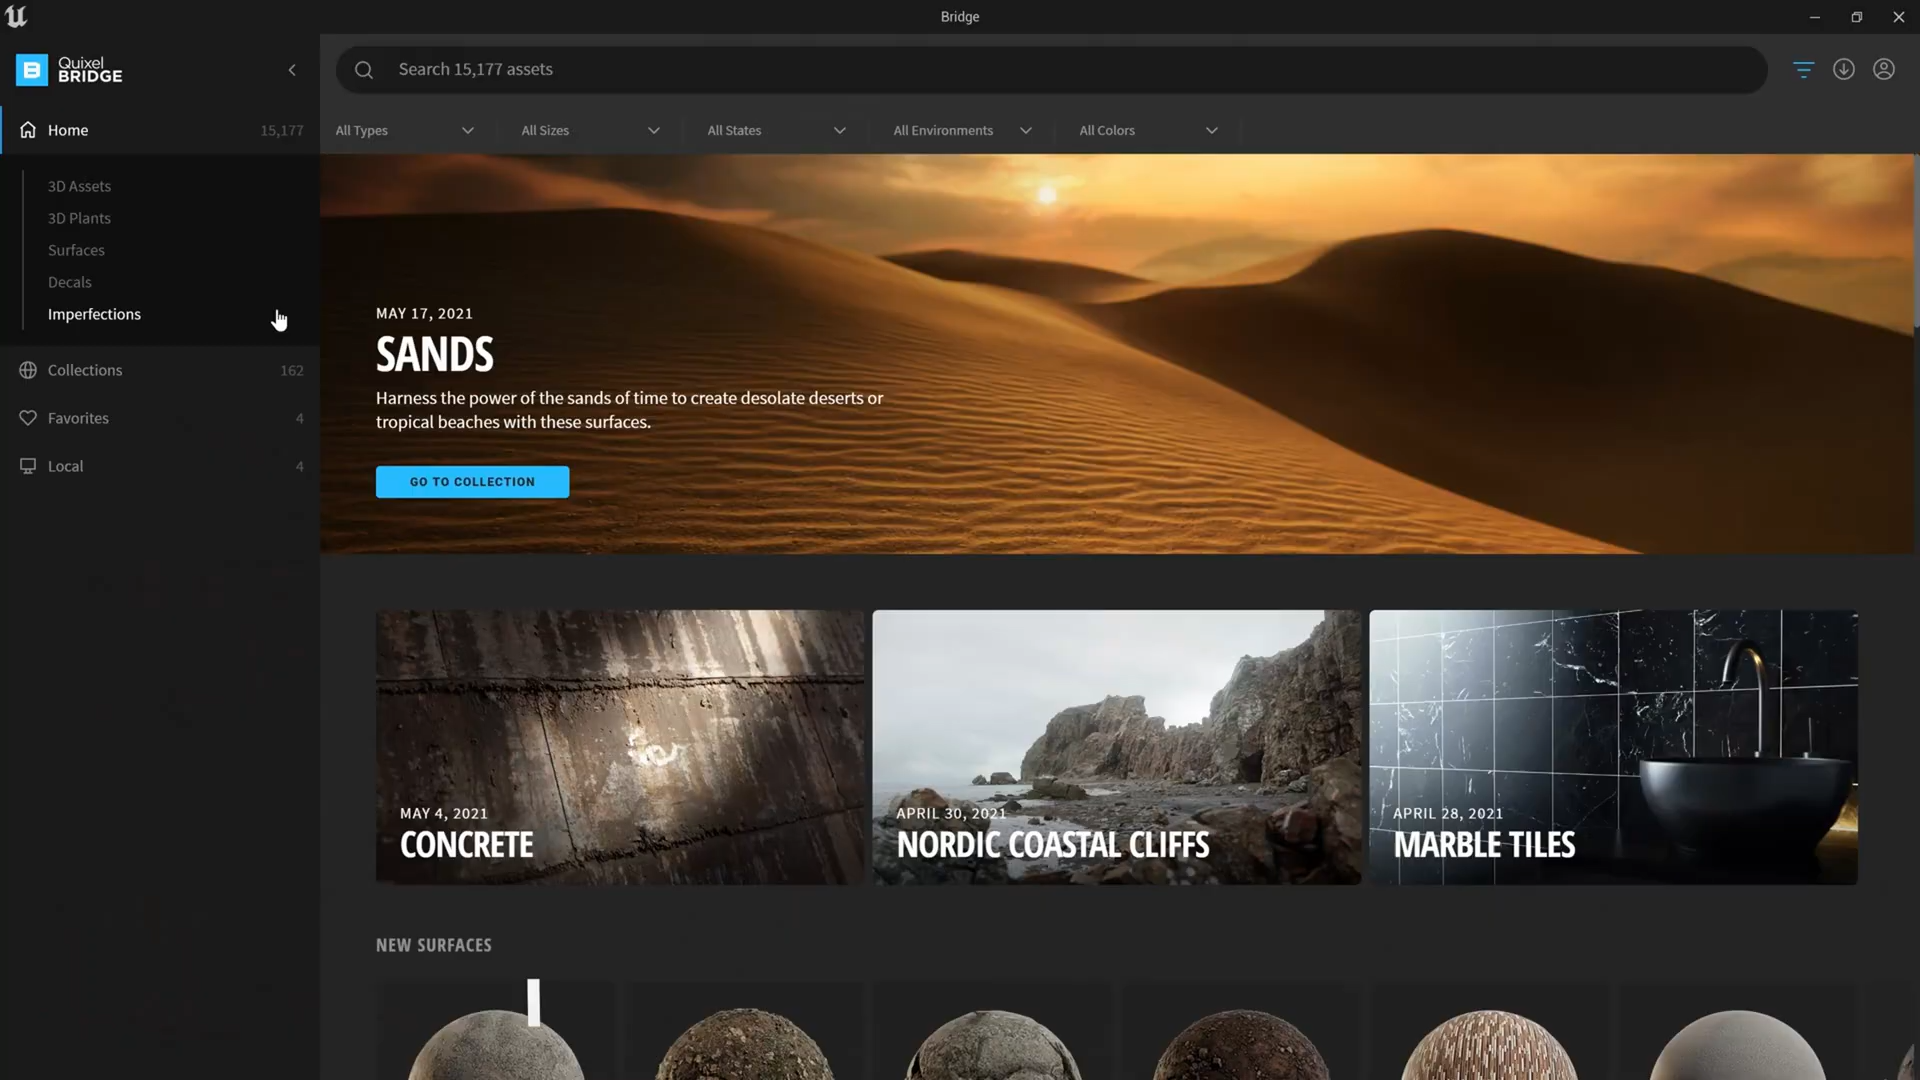 Bridge
Quixel
BRIDGE
Search 15,177 assets
Home 15,177
All Types
All Sizes
All States
All Environments
All Colors
3D Assets
3D Plants
Surfaces
Decals
Imperfections
Collections 162
Favorites 4
Local 4
MAY 17, 2021
SANDS
Harness the power of the sands of time to create desolate deserts or
tropical beaches with these surfaces.
GO TO COLLECTION
MAY 4, 2021
CONCRETE
APRIL 30, 2021
NORDIC COASTAL CLIFFS
APRIL 28, 2021
MARBLE TILES
NEW SURFACES